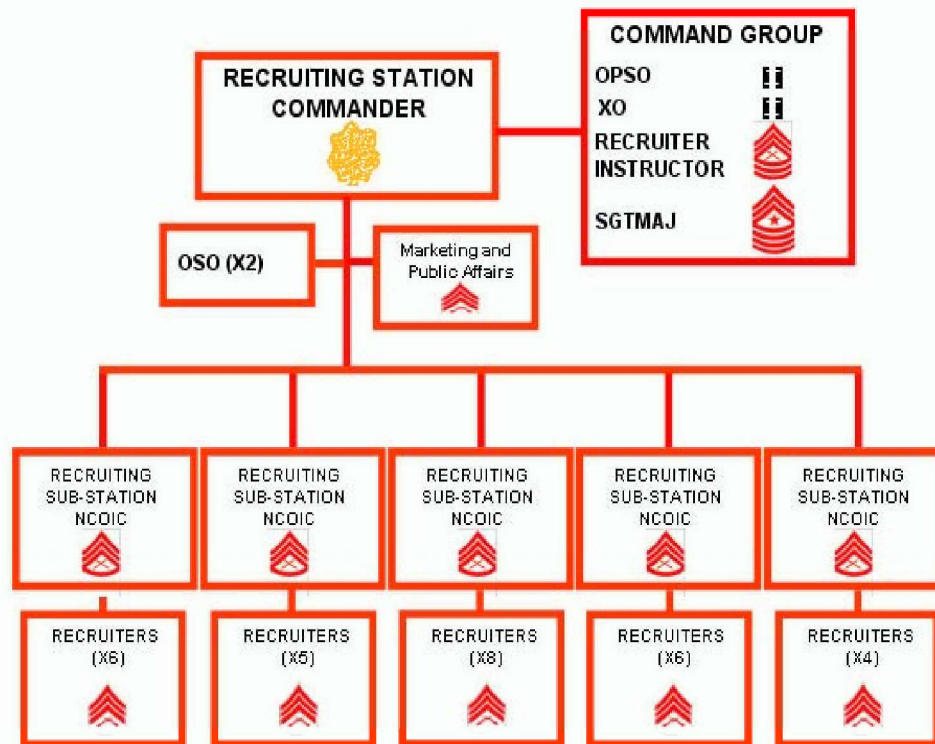 RECRUITING STATION
COMMANDER
COMMAND GROUP
OPSO
XO
RECRUITER
INSTRUCTOR
SGTMAJ
OSO (X2)
Marketing and
Public Affairs
RECRUITING
SUB-STATION
NCOIC
RECRUITING
SUB-STATION
NCOIC
RECRUITING
SUB-STATION
NCOIC
RECRUITING
SUB-STATION
NCOIC
RECRUITING
SUB-STATION
NCOIC
RECRUITERS
(X6)
RECRUITERS
(X5)
RECRUITERS
(X8)
RECRUITERS
(X6)
RECRUITERS
(X4)